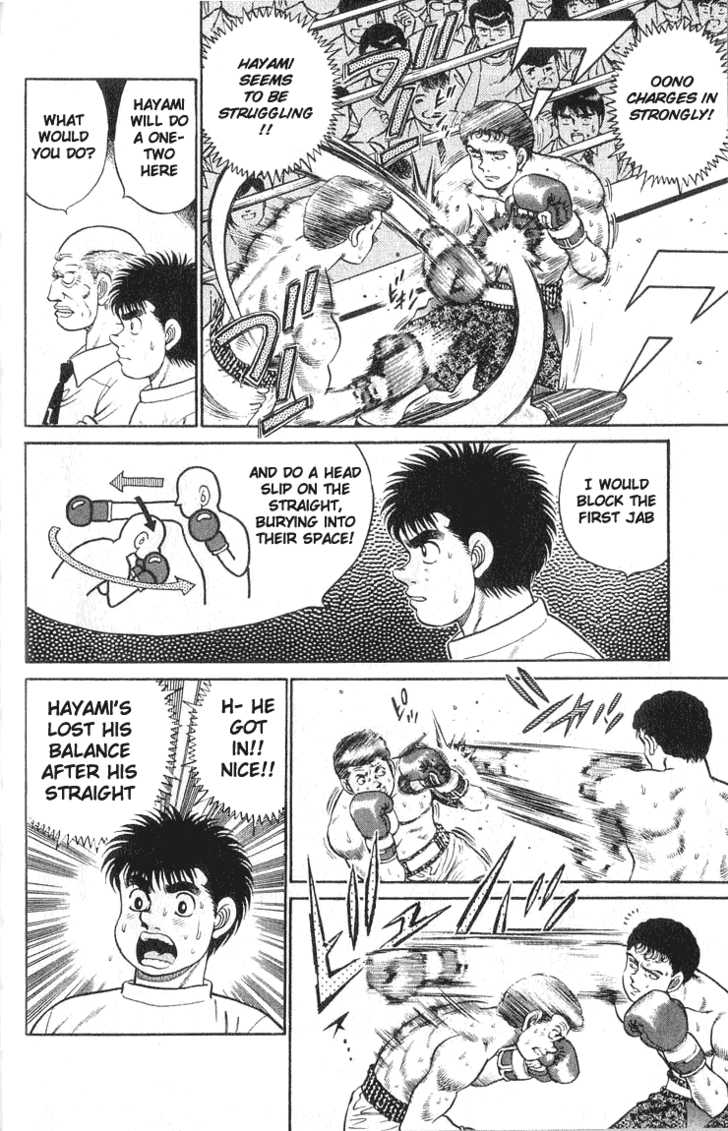 OONO
CHARGES IN
STRONGLY!
HAYAMI
SEEMS
TO BE
STRUGGLING
!!
HAYAMI
WILL DO
A ONE-
TWO
HERE
WHAT
WOULD
YOU DO?
I WOULD
BLOCK THE
FIRST JAB
AND DO A HEAD
SLIP ON THE
STRAIGHT,
BURYING INTO
THEIR SPACE!
H- HE
GOT
IN!!
NICE!!
HAYAMI'S
LOST HIS
BALANCE
AFTER HIS
STRAIGHT